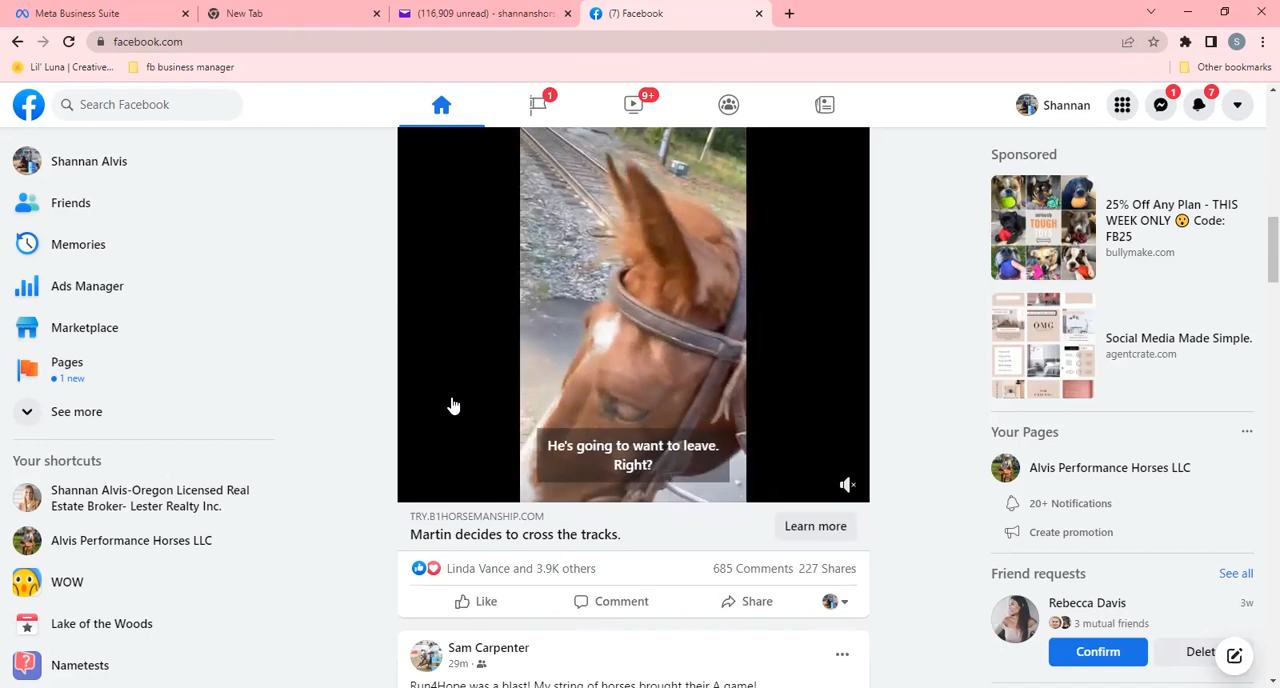 Meta Business Suite
New Tab
(116,909 unread) - shannanshors
(7) Facebook
facebook.com
S
Lil' Luna | Creative...
fb business manager
Other bookmarks
Search Facebook
1
9+
Shannan
1
7
Shannan Alvis
Friends
Memories
Ads Manager
Marketplace
Pages
1 new
See more
Your shortcuts
Shannan Alvis-Oregon Licensed Real
Estate Broker- Lester Realty Inc.
Alvis Performance Horses LLC
WOW
Lake of the Woods
Nametests
He's going to want to leave.
Right?
TRY.B1HORSEMANSHIP.COM
Martin decides to cross the tracks.
Learn more
Linda Vance and 3.9K others
685 Comments 227 Shares
Like
Comment
Share
Sam Carpenter
29m
Run4Hope was a blast! My string of horses brought their A game!
Sponsored
TOUGH
25% Off Any Plan - THIS
WEEK ONLY 😮 Code:
FB25
bullymake.com
OMG
Social Media Made Simple.
agentcrate.com
Your Pages
Alvis Performance Horses LLC
20+ Notifications
Create promotion
Friend requests
See all
Rebecca Davis
3w
3 mutual friends
Confirm
Delet